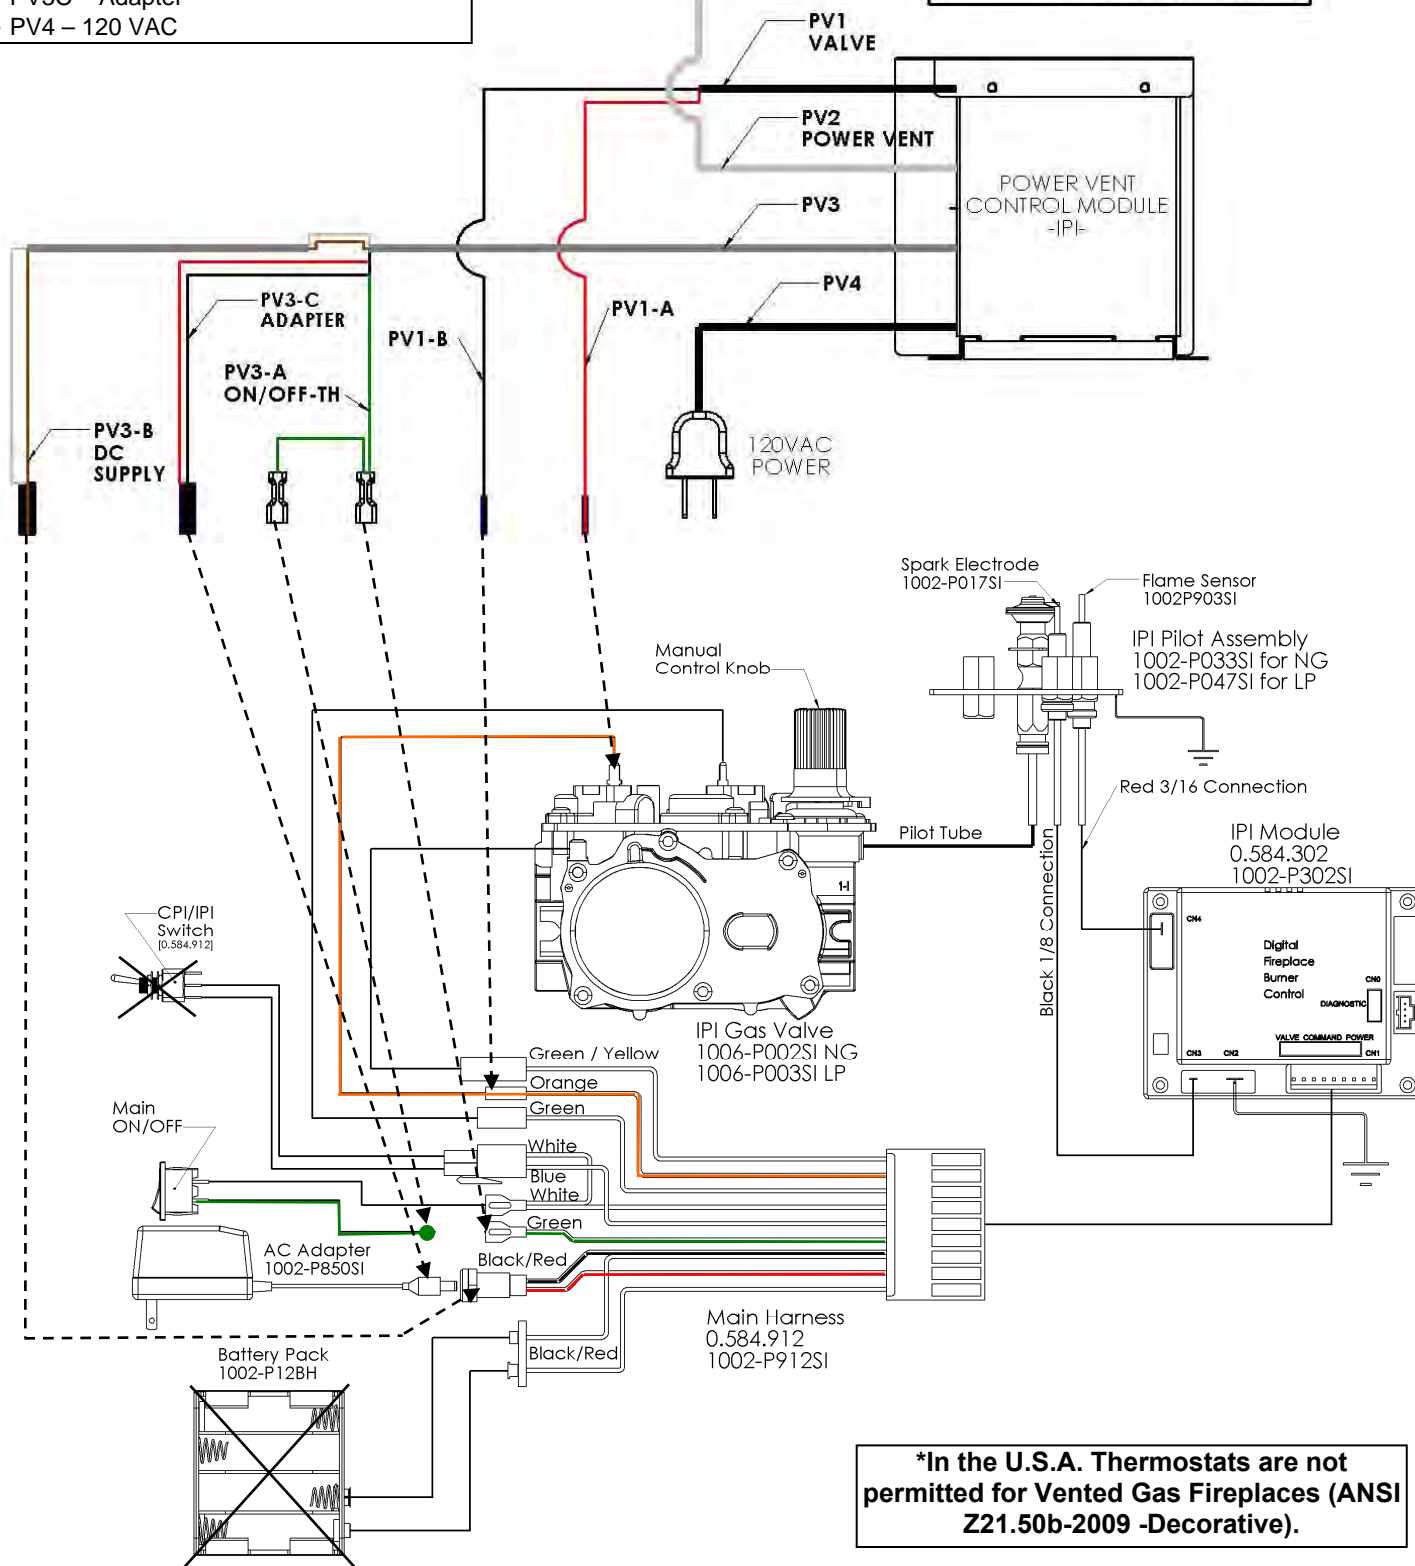 PV3C – Adapter
PV4 – 120 VAC
PV1
VALVE
PV2
POWER VENT
POWER VENT
CONTROL MODULE
-IPI-
PV3
PV4
PV3-C
ADAPTER
PV1-A
PV1-B
PV3-A
ON/OFF-TH
PV3-B
DC
SUPPLY
120VAC
POWER
Spark Electrode
1002-P017SI
Flame Sensor
1002P903SI
IPI Pilot Assembly
1002-P033SI for NG
1002-P047SI for LP
Manual
Control Knob
Red 3/16 Connection
Pilot Tube
Black 1/8 Connection
IPI Module
0.584.302
1002-P302SI
1-I
CN4
Digital
Fireplace
Burner
Control
CN0
DIAGNOSTIC
VALVE COMMAND POWER
CN3
CN2
CN1
CPI/IPI
Switch
[0.584.912]
IPI Gas Valve
1006-P002SI NG
1006-P003SI LP
Green / Yellow
Orange
Green
Main
ON/OFF
White
Blue
White
Green
AC Adapter
1002-P850SI
Black/Red
Main Harness
0.584.912
1002-P912SI
Black/Red
Battery Pack
1002-P12BH
*In the U.S.A. Thermostats are not
permitted for Vented Gas Fireplaces (ANSI
Z21.50b-2009 -Decorative).